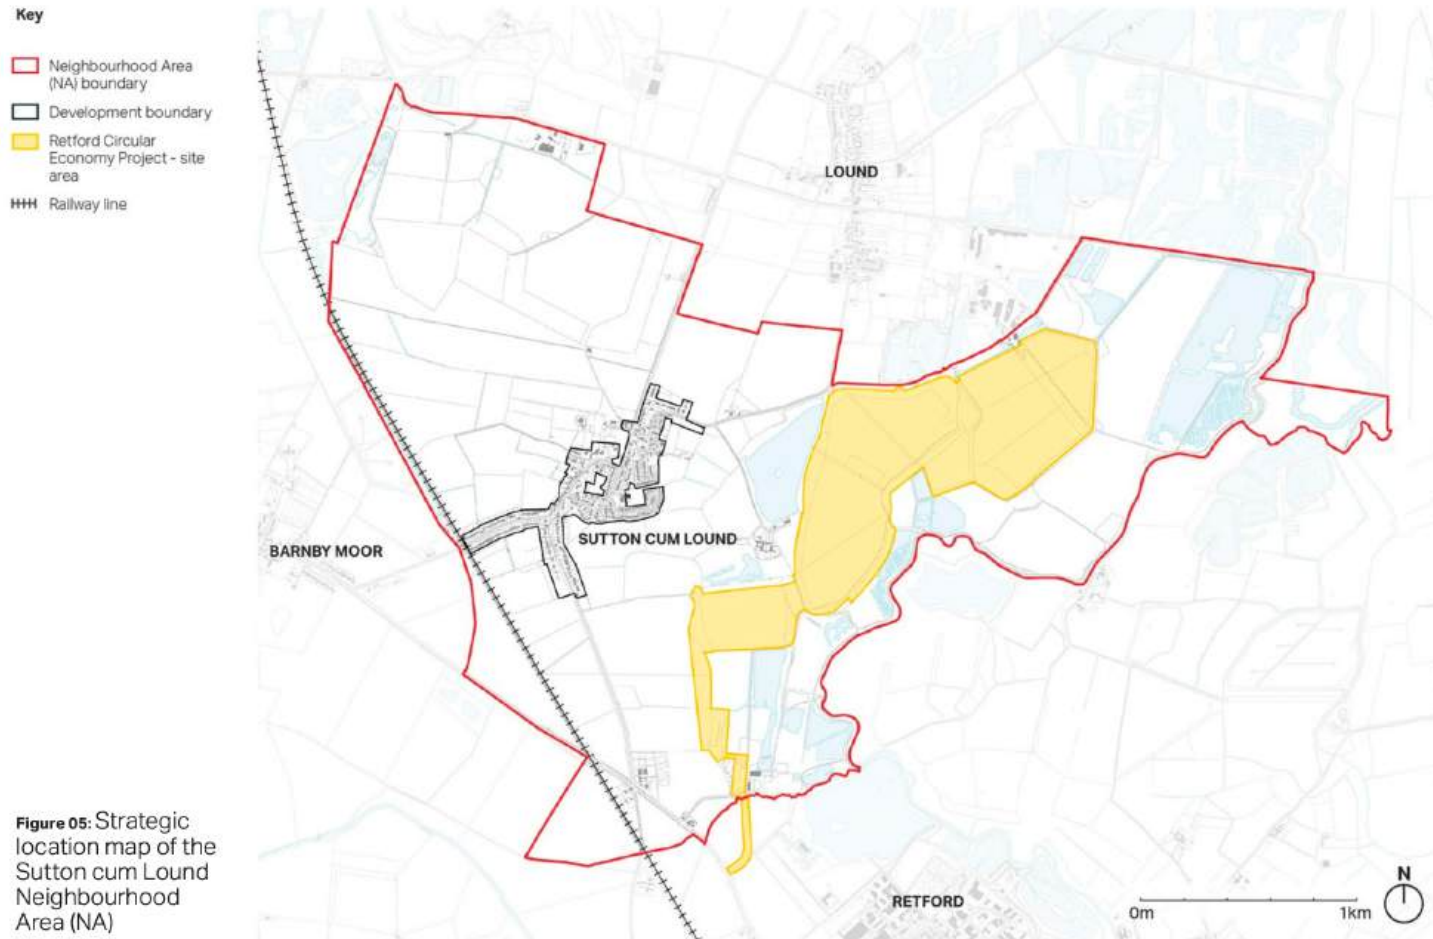 Key
Neighbourhood Area
(NA) boundary
Development boundary
Retford Circular
Economy Project - site
area
Railway line
LOUND
BARNBY MOOR
SUTTON CUM LOUND
RETFORD
Figure 05: Strategic
location map of the
Sutton cum Lound
Neighbourhood
Area (NA)
0m
1km
N